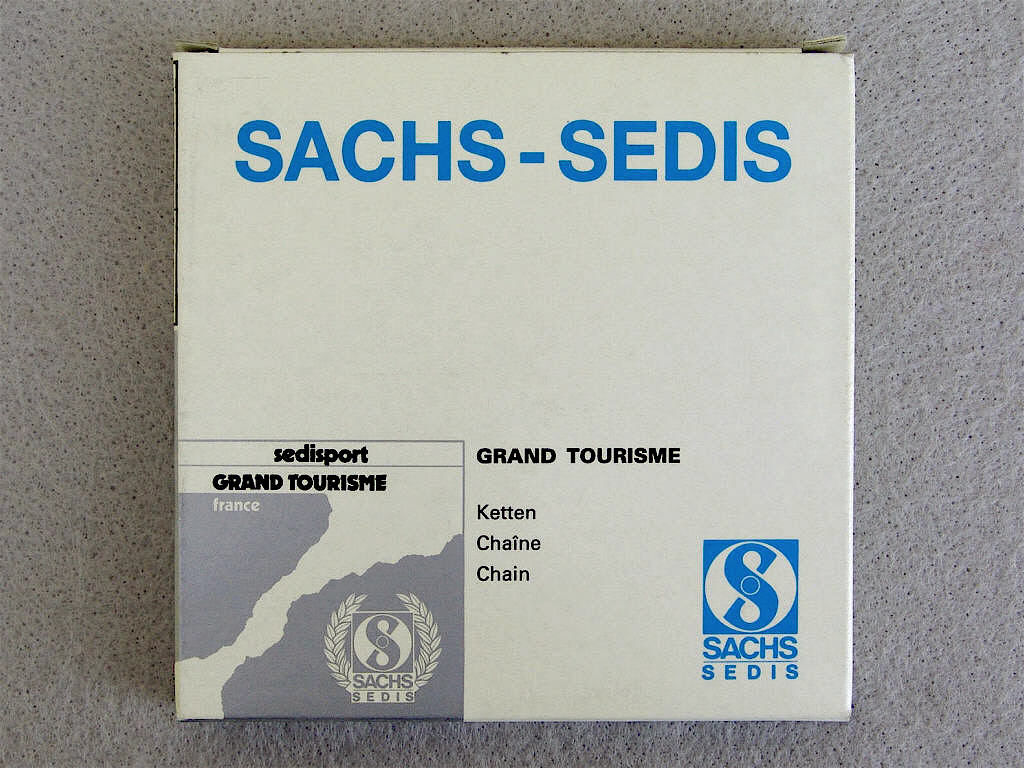 SACHS - SEDIS
sedisport
GRAND TOURISME
france
SACHS
SEDIS
GRAND TOURISME
Ketten
Chaîne
Chain
SACHS
SEDIS